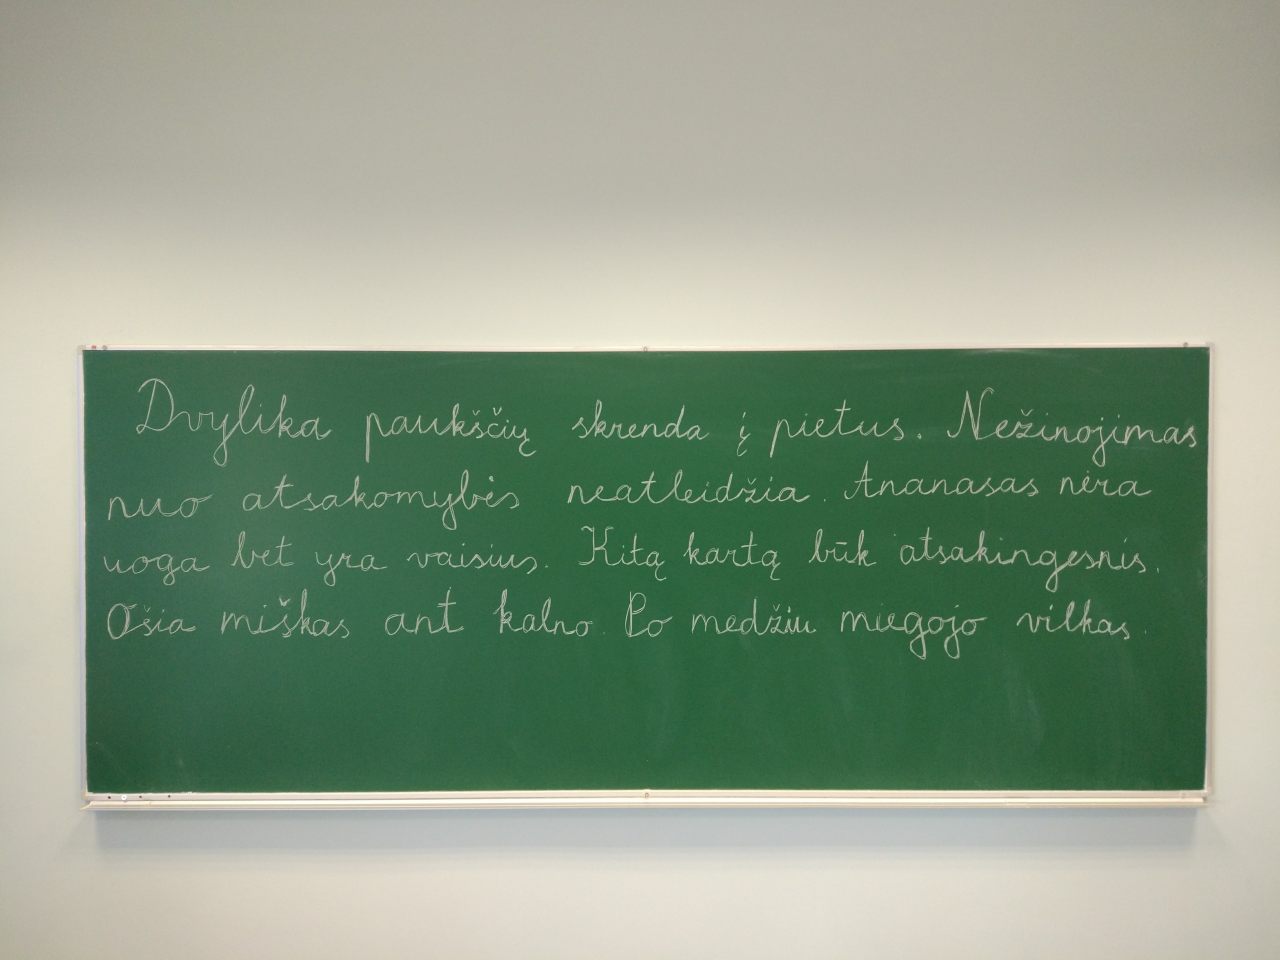 Dvylika paukščių skrenda į pietus. Nežinojimas
nuo atsakomybės neatleidžia. Ananasas nėra
uoga bet yra vaisius. Kitą kartą būk atsakingesnis.
Ošia miškas ant kalno. Po medžiu miegojo vilkas.